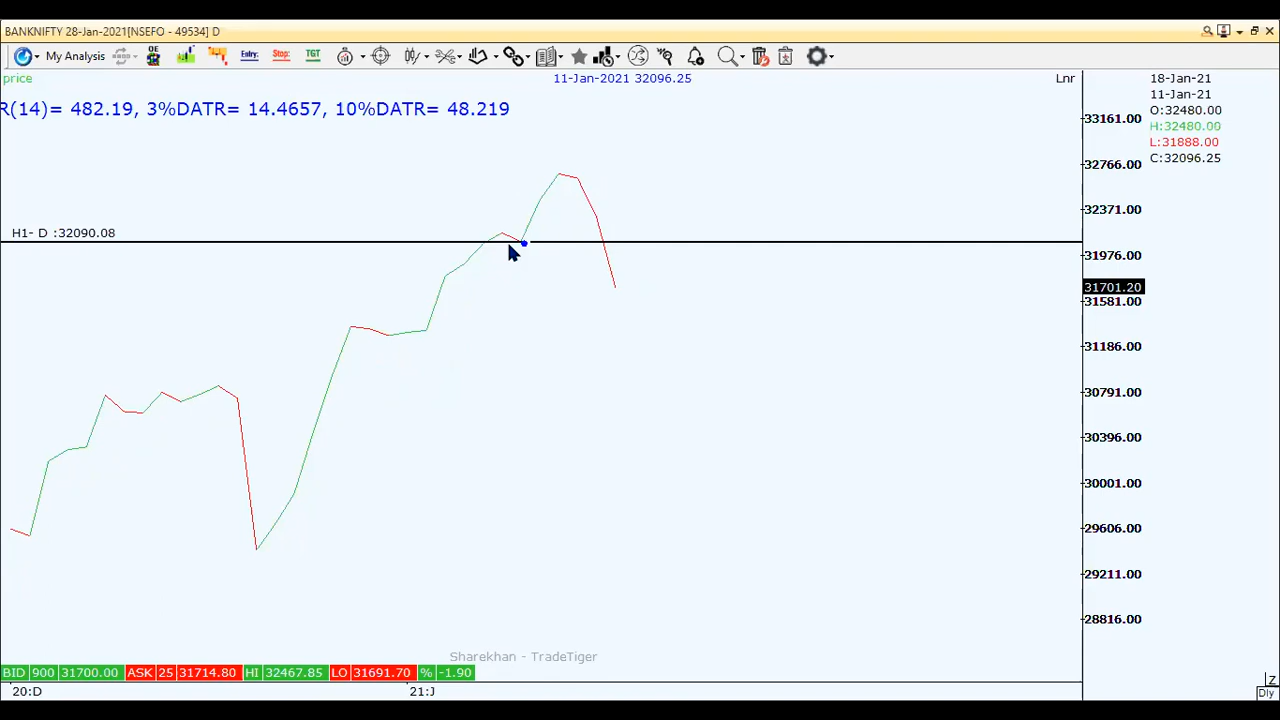 BANKNIFTY 28-Jan-2021[NSEFO - 49534] D
My Analysis
OE
Entry:
Stop:
TGT
price
11-Jan-2021 32096.25
Lnr
18-Jan-21
11-Jan-21
O:32480.00
H:32480.00
L:31888.00
C:32096.25
R(14)= 482.19, 3%DATR= 14.4657, 10%DATR= 48.219
33161.00
32766.00
32371.00
H1- D :32090.08
31976.00
31701.20
31581.00
31186.00
30791.00
30396.00
30001.00
29606.00
29211.00
28816.00
Sharekhan - TradeTiger
BID 900 31700.00 ASK 25 31714.80 HI 32467.85 LO 31691.70 % -1.90
Z
20:D
21:J
Dly